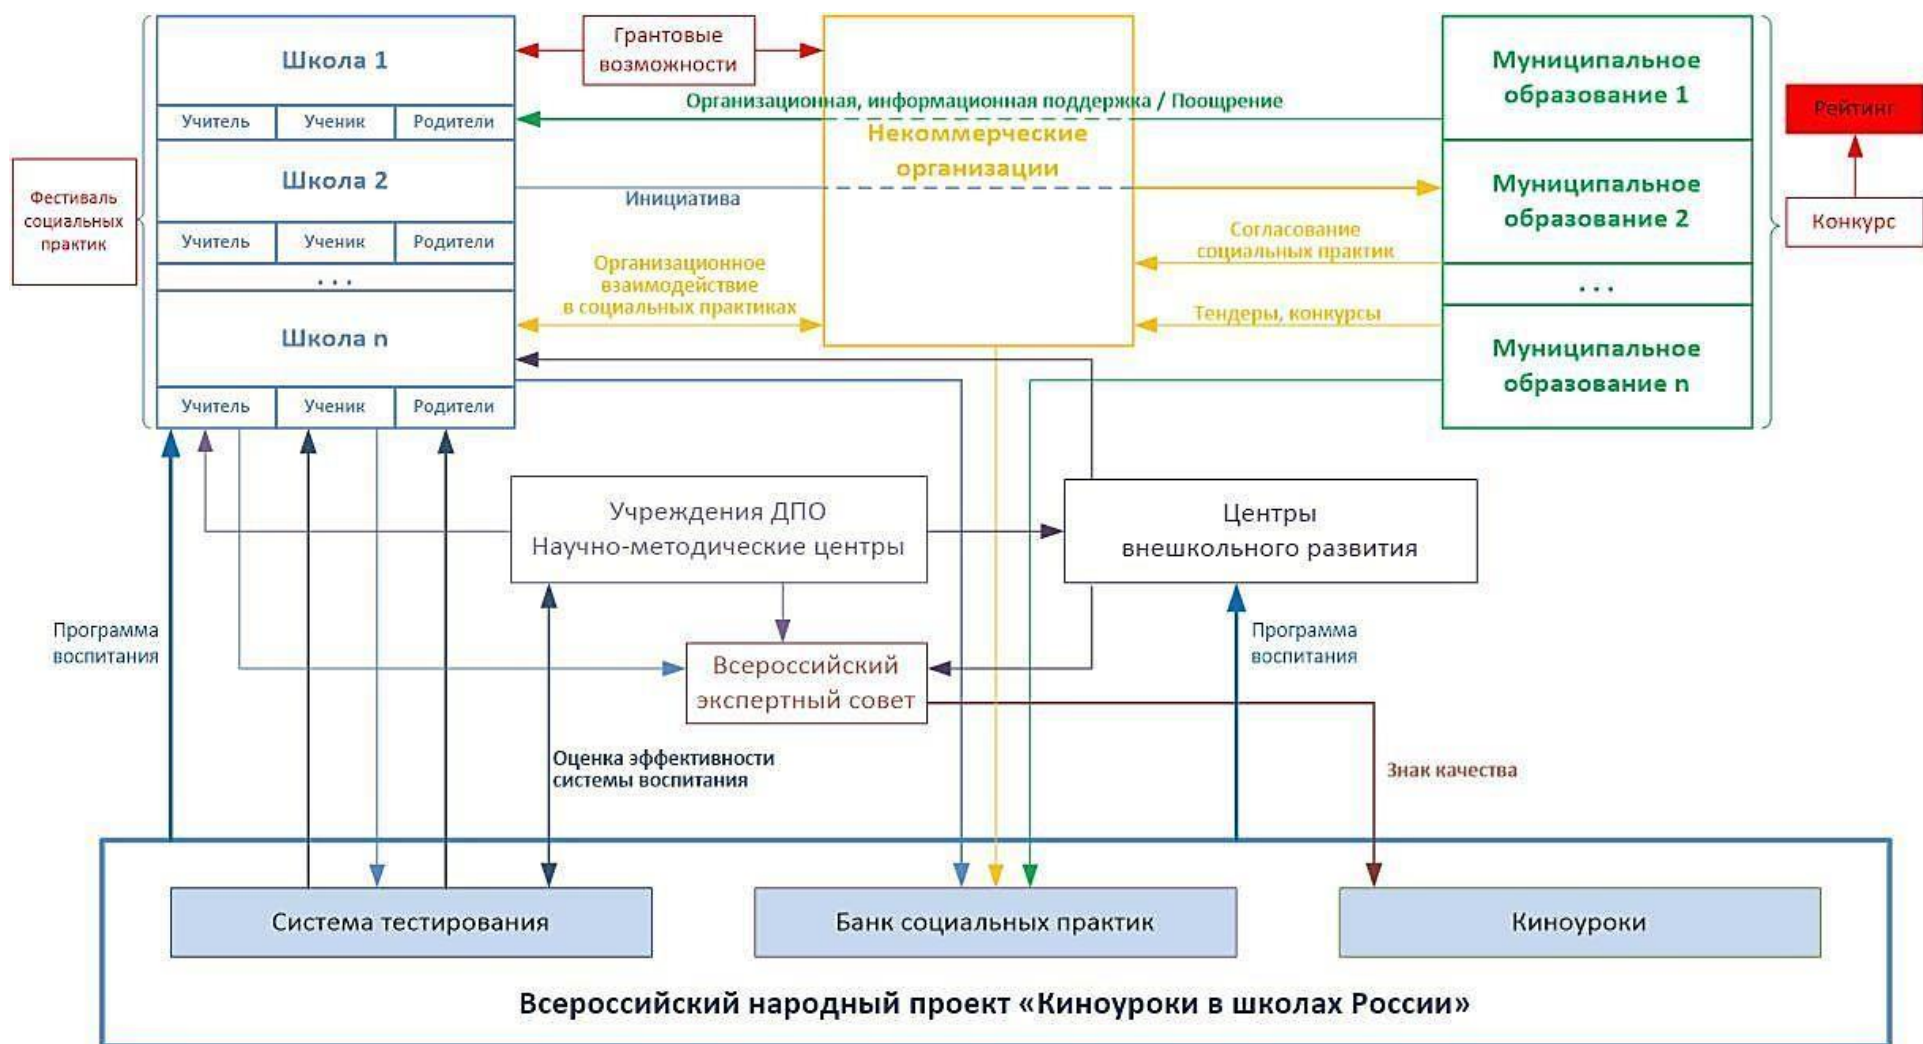 Школа 1
Учитель
Ученик
Родители
Школа 2
Учитель
Ученик
Родители
...
Школа n
Учитель
Ученик
Родители
Фестиваль
социальных
практик
Грантовые
возможности
Организационная, информационная поддержка / Поощрение
Некоммерческие
организации
Инициатива
Организационное
взаимодействие
в социальных практиках
Согласование
социальных практик
Тендеры, конкурсы
Муниципальное
образование 1
Муниципальное
образование 2
...
Муниципальное
образование n
Рейтинг
Конкурс
Учреждения ДПО
Научно-методические центры
Центры
внешкольного развития
Программа
воспитания
Всероссийский
экспертный совет
Программа
воспитания
Оценка эффективности
системы воспитания
Знак качества
Система тестирования
Банк социальных практик
Киноуроки
Всероссийский народный проект «Киноуроки в школах России»